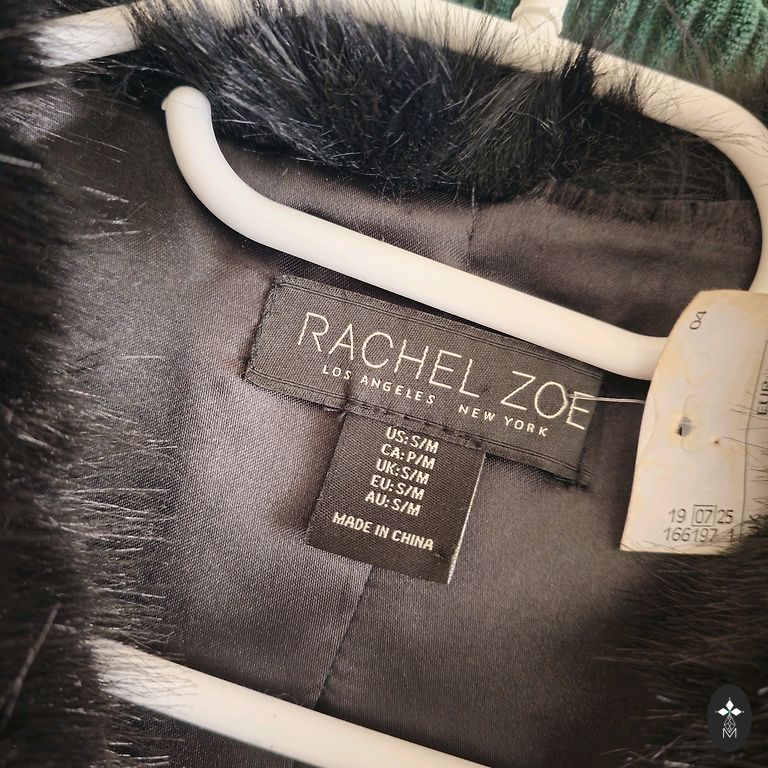 RACHEL ZOE
LOS ANGELES NEW YORK
US: S/M
CA: P/M
UK: S/M
EU: S/M
AU: S/M
MADE IN CHINA
04
EUR
19 07 25
166197
M